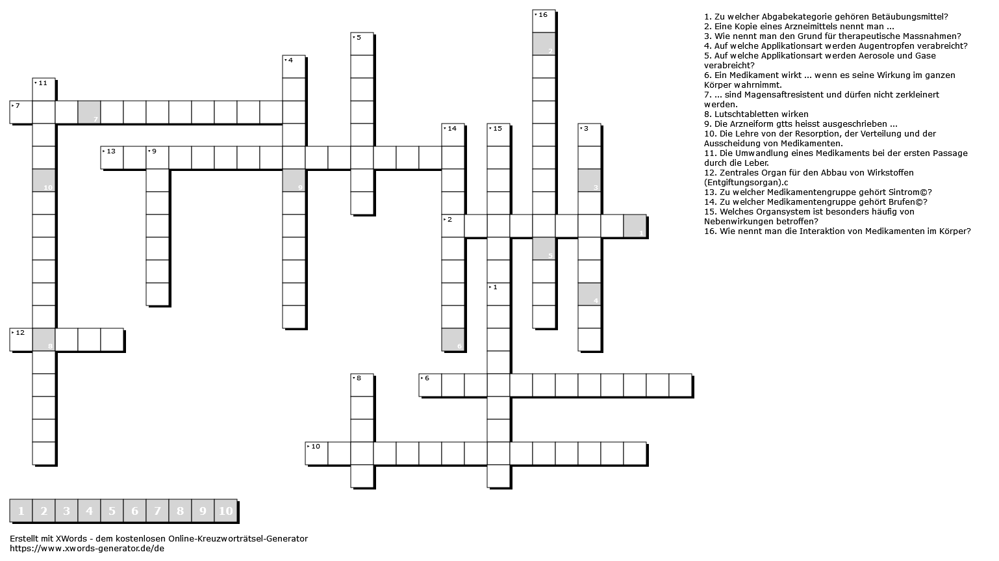 16
2
5
4
11
7
7
14
15
3
13
9
10
9
3
2
1
5
1
4
12
8
6
8
6
10
1 2 3 4 5 6 7 8 9 10
Erstellt mit XWords - dem kostenlosen Online-Kreuzworträtsel-Generator
https://www.xwords-generator.de/de
1. Zu welcher Abgabekategorie gehören Betäubungsmittel?
2. Eine Kopie eines Arzneimittels nennt man ...
3. Wie nennt man den Grund für therapeutische Massnahmen?
4. Auf welche Applikationsart werden Augentropfen verabreicht?
5. Auf welche Applikationsart werden Aerosole und Gase
verabreicht?
6. Ein Medikament wirkt ... wenn es seine Wirkung im ganzen
Körper wahrnimmt.
7. ... sind Magensaftresistent und dürfen nicht zerkleinert
werden.
8. Lutschtabletten wirken
9. Die Arzneiform gtts heisst ausgeschrieben ...
10. Die Lehre von der Resorption, der Verteilung und der
Ausscheidung von Medikamenten.
11. Die Umwandlung eines Medikaments bei der ersten Passage
durch die Leber.
12. Zentrales Organ für den Abbau von Wirkstoffen
(Entgiftungsorgan).c
13. Zu welcher Medikamentengruppe gehört Sintrom©?
14. Zu welcher Medikamentengruppe gehört Brufen©?
15. Welches Organsystem ist besonders häufig von
Nebenwirkungen betroffen?
16. Wie nennt man die Interaktion von Medikamenten im Körper?